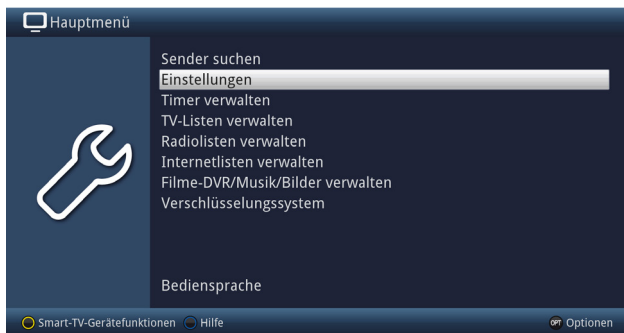 Hauptmenü
Sender suchen
Einstellungen
Timer verwalten
TV-Listen verwalten
Radiolisten verwalten
Internetlisten verwalten
Filme-DVR/Musik/Bilder verwalten
Verschlüsselungssystem
Bediensprache
Smart-TV-Gerätefunktionen Hilfe OPT Optionen